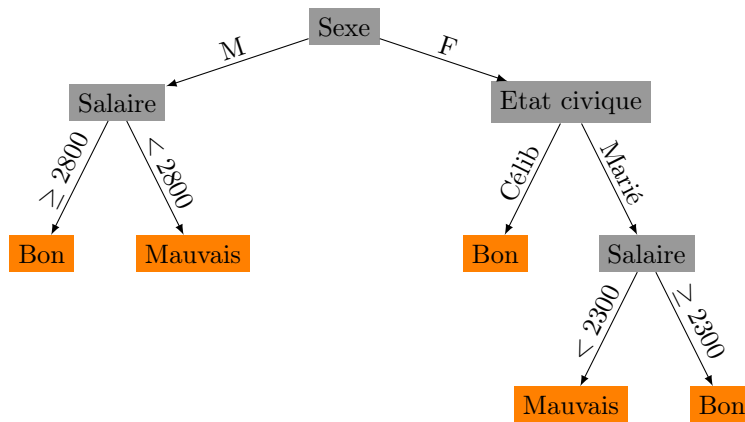 Sexe
M
F
Salaire
Etat civique
≥ 2800
< 2800
Célib
Marié
Bon
Mauvais
Bon
Salaire
< 2300
≥ 2300
Mauvais
Bon